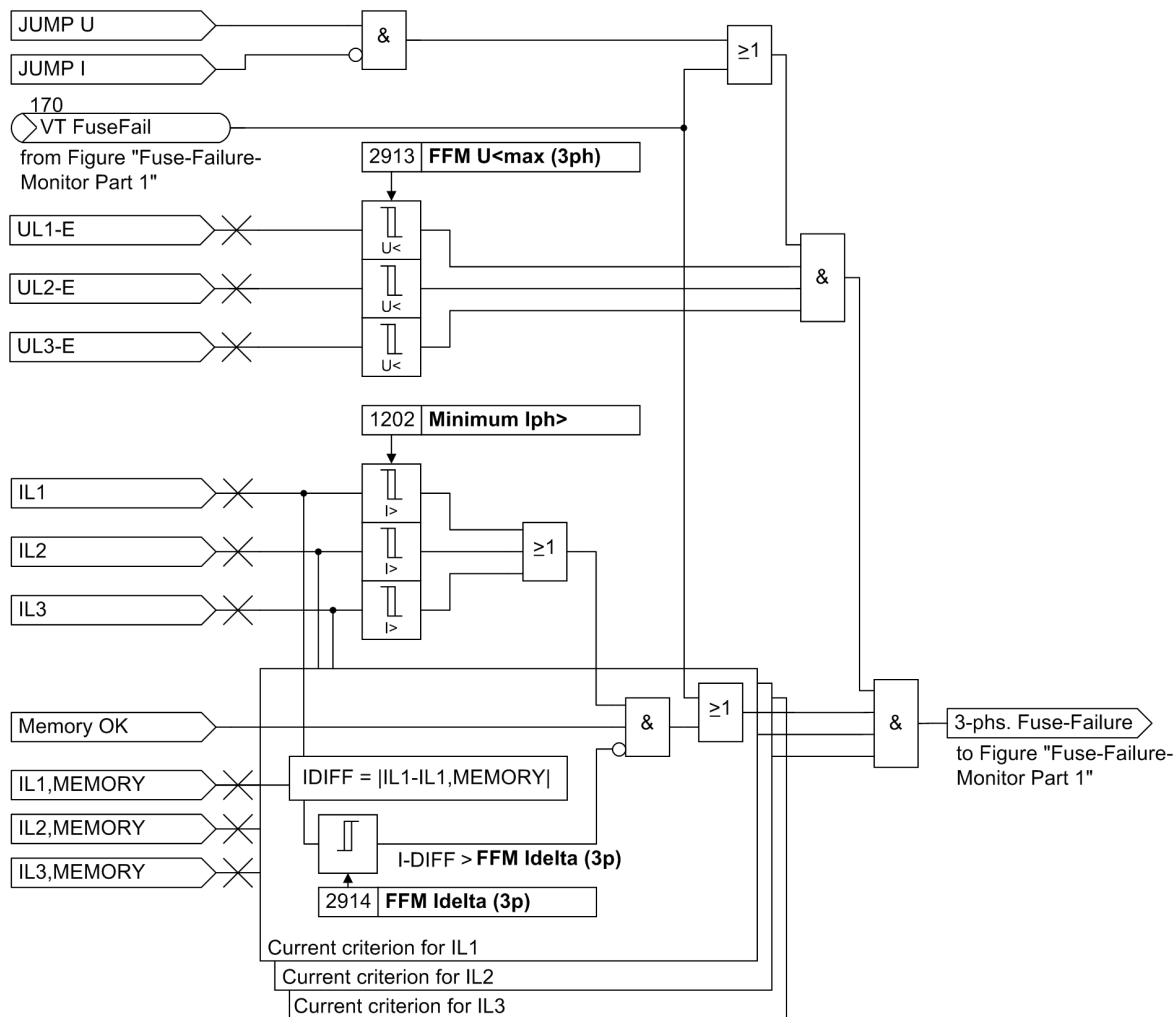 JUMP U
&
JUMP I
≥1
170
VT FuseFail
from Figure "Fuse-Failure-
Monitor Part 1"
2913 FFM U<max (3ph)
UL1-E
U<
UL2-E
U<
&
UL3-E
U<
1202 Minimum Iph>
IL1
I>
IL2
I>
≥1
IL3
I>
Memory OK
&
≥1
&
3-phs. Fuse-Failure
to Figure "Fuse-Failure-
Monitor Part 1"
IL1,MEMORY
IDIFF = |IL1-IL1,MEMORY|
IL2,MEMORY
I-DIFF > FFM Idelta (3p)
IL3,MEMORY
2914 FFM Idelta (3p)
Current criterion for IL1
Current criterion for IL2
Current criterion for IL3